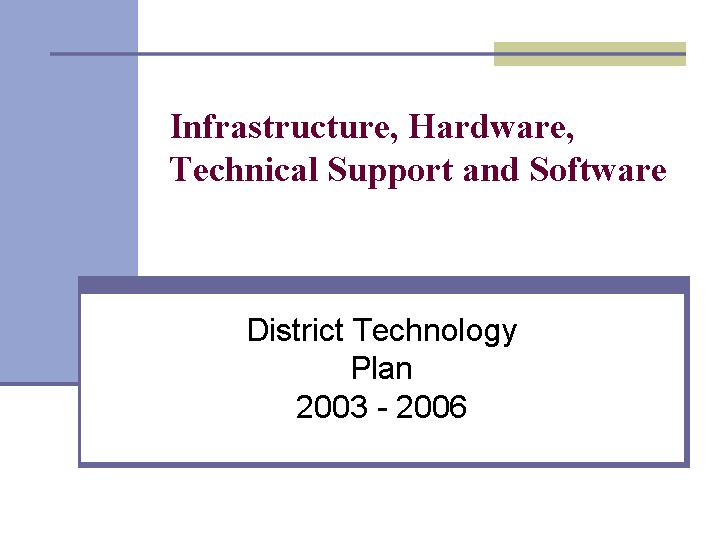 Infrastructure, Hardware,
Technical Support and Software
District Technology
Plan
2003 - 2006